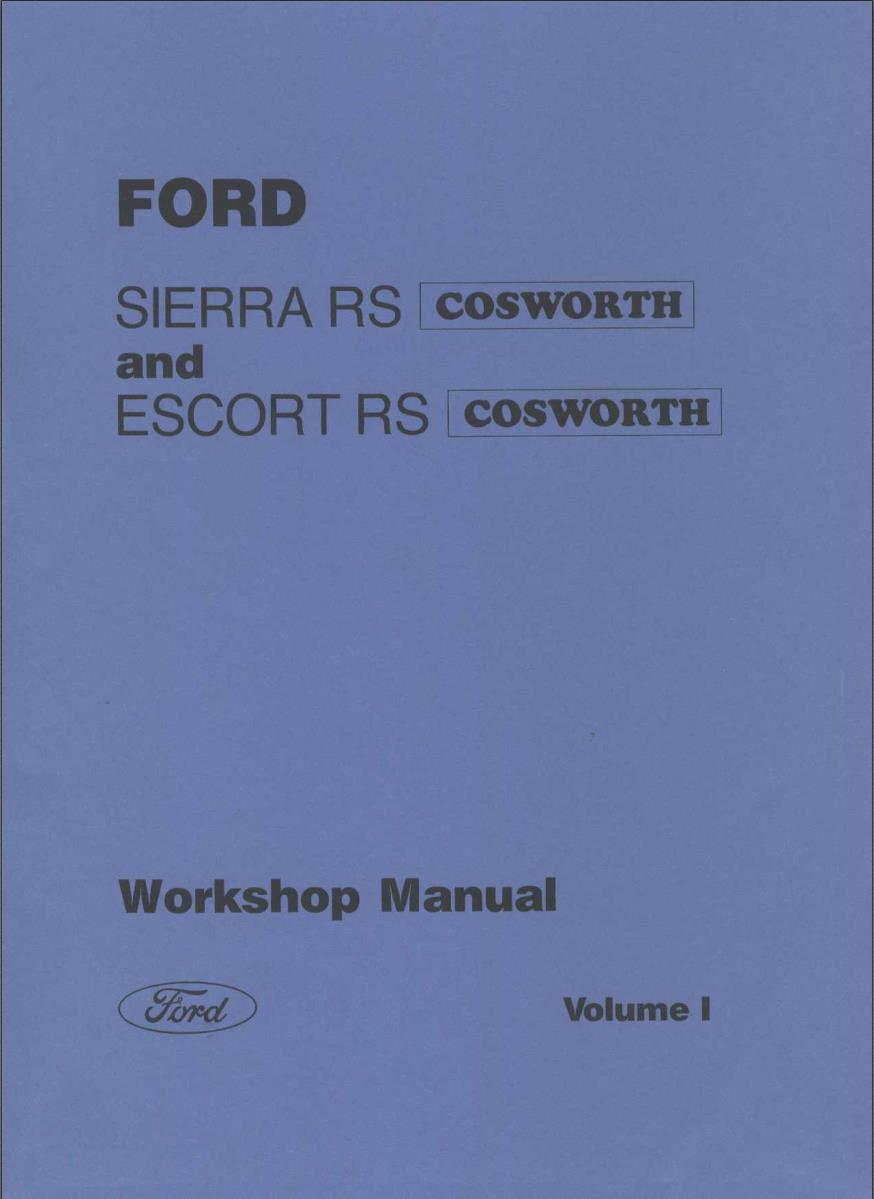 FORD
SIERRA RS COSWORTH
and
ESCORT RS COSWORTH
Workshop Manual
Ford
Volume I